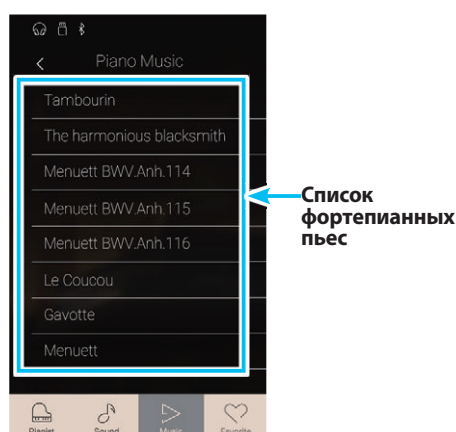 Piano Music
Tambourin
The harmonious blacksmith
Menuett BWV.Anh.114
Menuett BWV.Anh.115
Menuett BWV.Anh.116
Le Coucou
Gavotte
Menuett
Список
фортепианных
пьес
Pianist Sound Music Favorite